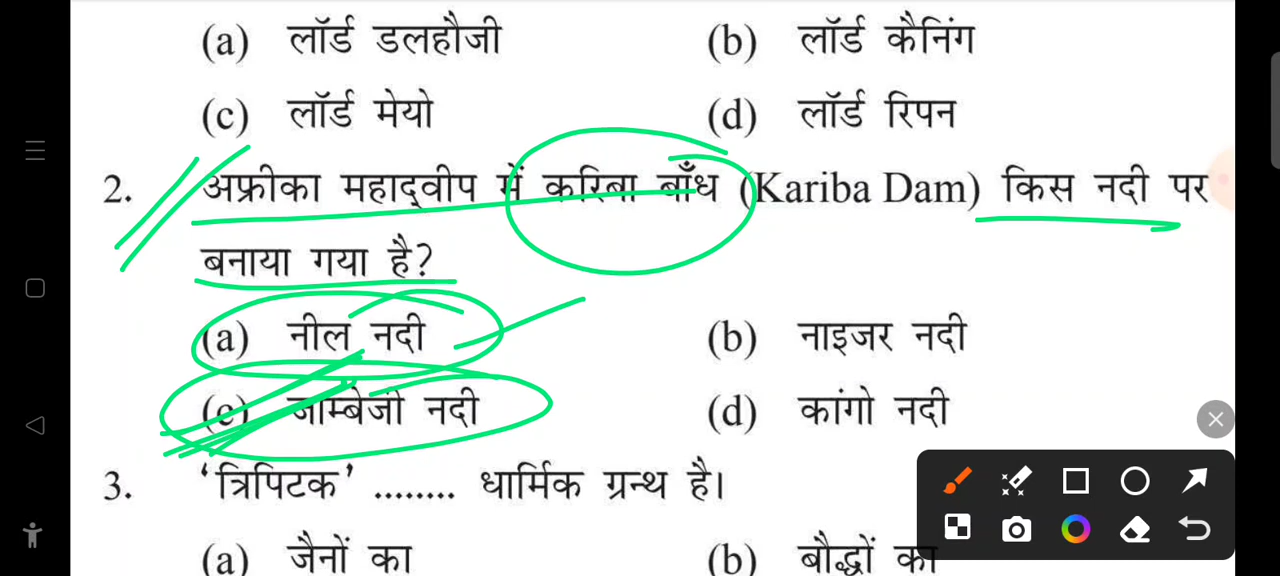 (a) लॉर्ड डलहौजी (b) लॉर्ड कैनिंग
(c) लॉर्ड मेयो (d) लॉर्ड रिपन
2. अफ्रीका महाद्वीप में करिबा बाँध (Kariba Dam) किस नदी पर
बनाया गया है?
(a) नील नदी (b) नाइजर नदी
(c) जाम्बेजी नदी (d) कांगो नदी
3. 'त्रिपिटक' ........ धार्मिक ग्रन्थ है।
(a) जैनों का (b) बौद्धों का